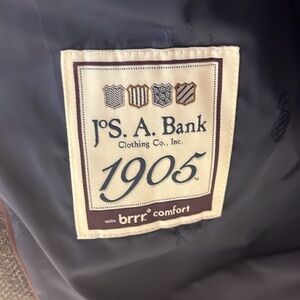 JoS. A. Bank
Clothing Co., Inc.
1905
with brrr.° comfort